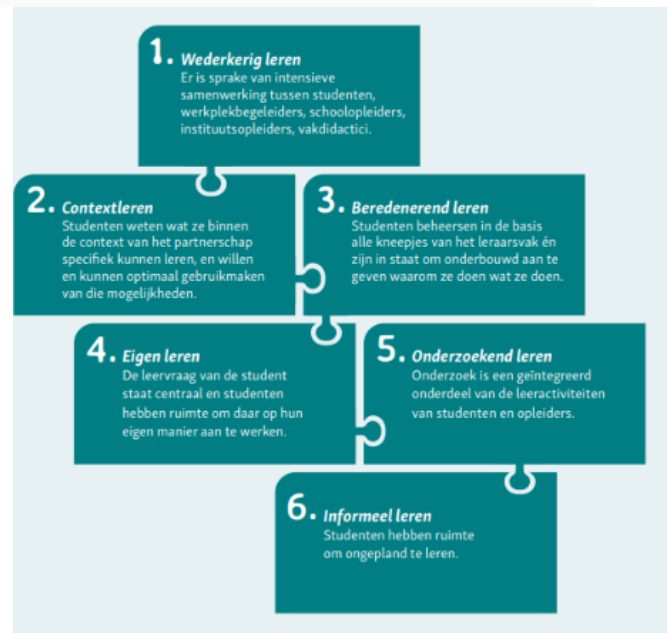 1. Wederkerig leren
Er is sprake van intensieve
samenwerking tussen studenten,
werkplekbegeleiders, schoolopleiders,
instituutsopleiders, vakdidactici.
2. Contextleren
Studenten weten wat ze binnen
de context van het partnerschap
specifiek kunnen leren, en willen
en kunnen optimaal gebruikmaken
van die mogelijkheden.
3. Beredenerend leren
Studenten beheersen in de basis
alle kneepjes van het leraarsvak én
zijn in staat om onderbouwd aan te
geven waarom ze doen wat ze doen.
4. Eigen leren
De leervraag van de student
staat centraal en studenten
hebben ruimte om daar op hun
eigen manier aan te werken.
5. Onderzoekend leren
Onderzoek is een geïntegreerd
onderdeel van de leeractiviteiten
van studenten en opleiders.
6. Informeel leren
Studenten hebben ruimte
om ongepland te leren.